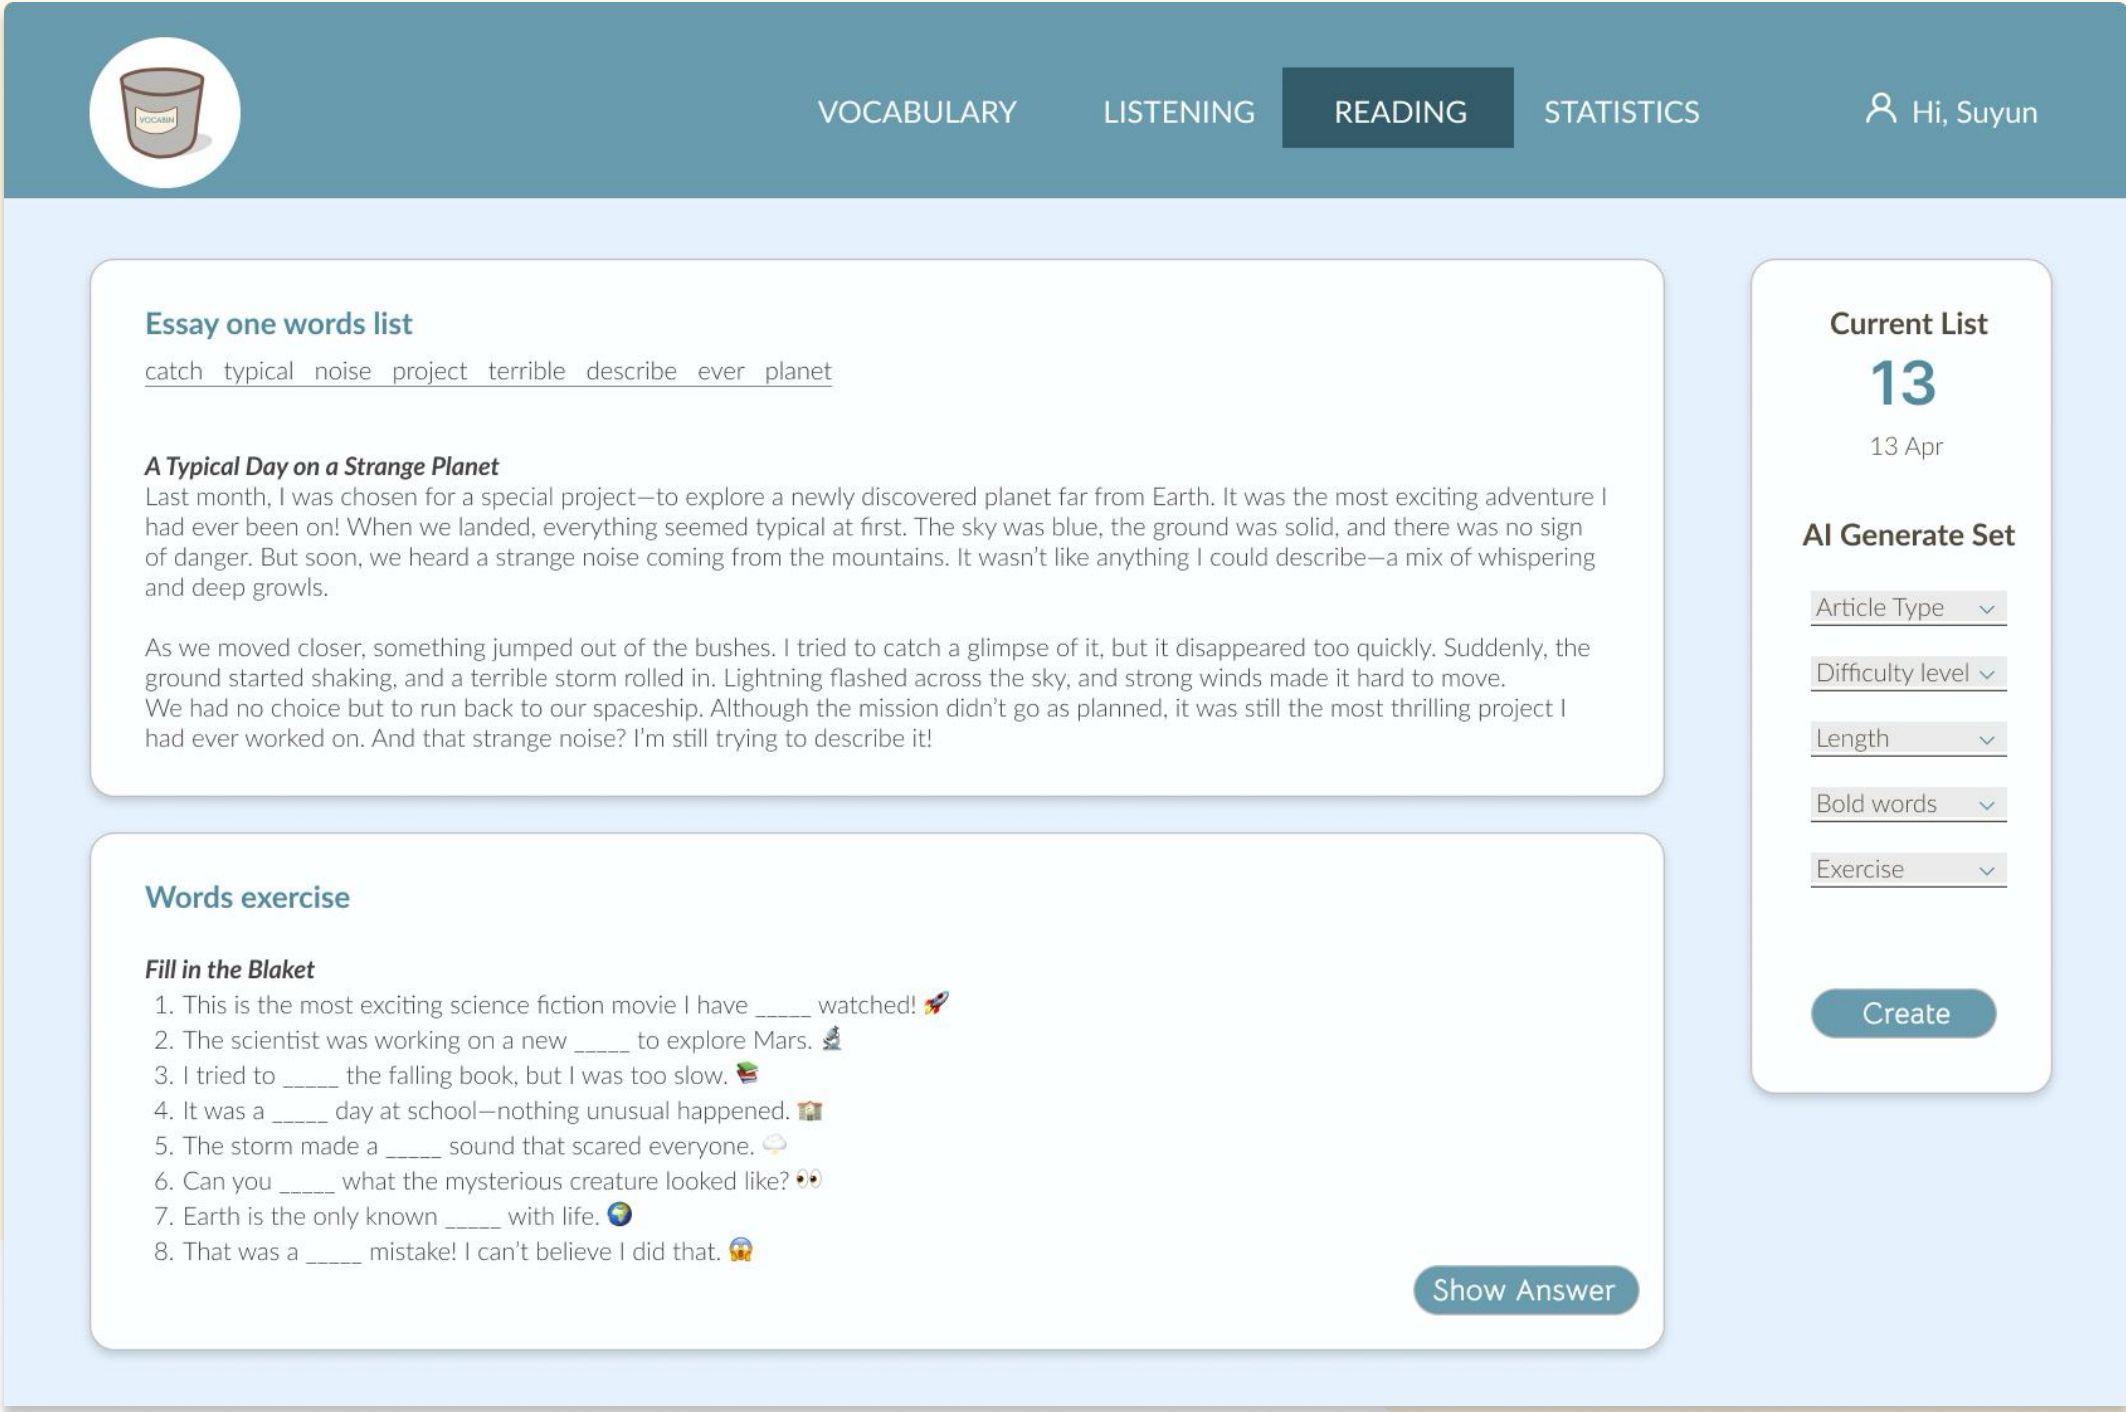 VOCABIN
VOCABULARY LISTENING READING STATISTICS Hi, Suyun
Essay one words list
catch typical noise project terrible describe ever planet
A Typical Day on a Strange Planet
Last month, I was chosen for a special project—to explore a newly discovered planet far from Earth. It was the most exciting adventure I
had ever been on! When we landed, everything seemed typical at first. The sky was blue, the ground was solid, and there was no sign
of danger. But soon, we heard a strange noise coming from the mountains. It wasn't like anything I could describe—a mix of whispering
and deep growls.
As we moved closer, something jumped out of the bushes. I tried to catch a glimpse of it, but it disappeared too quickly. Suddenly, the
ground started shaking, and a terrible storm rolled in. Lightning flashed across the sky, and strong winds made it hard to move.
We had no choice but to run back to our spaceship. Although the mission didn't go as planned, it was still the most thrilling project I
had ever worked on. And that strange noise? I'm still trying to describe it!
Words exercise
Fill in the Blaket
1. This is the most exciting science fiction movie I have _____ watched! 🚀
2. The scientist was working on a new _____ to explore Mars. 🔬
3. I tried to _____ the falling book, but I was too slow. 📚
4. It was a _____ day at school—nothing unusual happened. 🏫
5. The storm made a _____ sound that scared everyone. 🌩️
6. Can you _____ what the mysterious creature looked like? 👀
7. Earth is the only known _____ with life. 🌍
8. That was a _____ mistake! I can't believe I did that. 😱
Show Answer
Current List
13
13 Apr
AI Generate Set
Article Type
Difficulty level
Length
Bold words
Exercise
Create